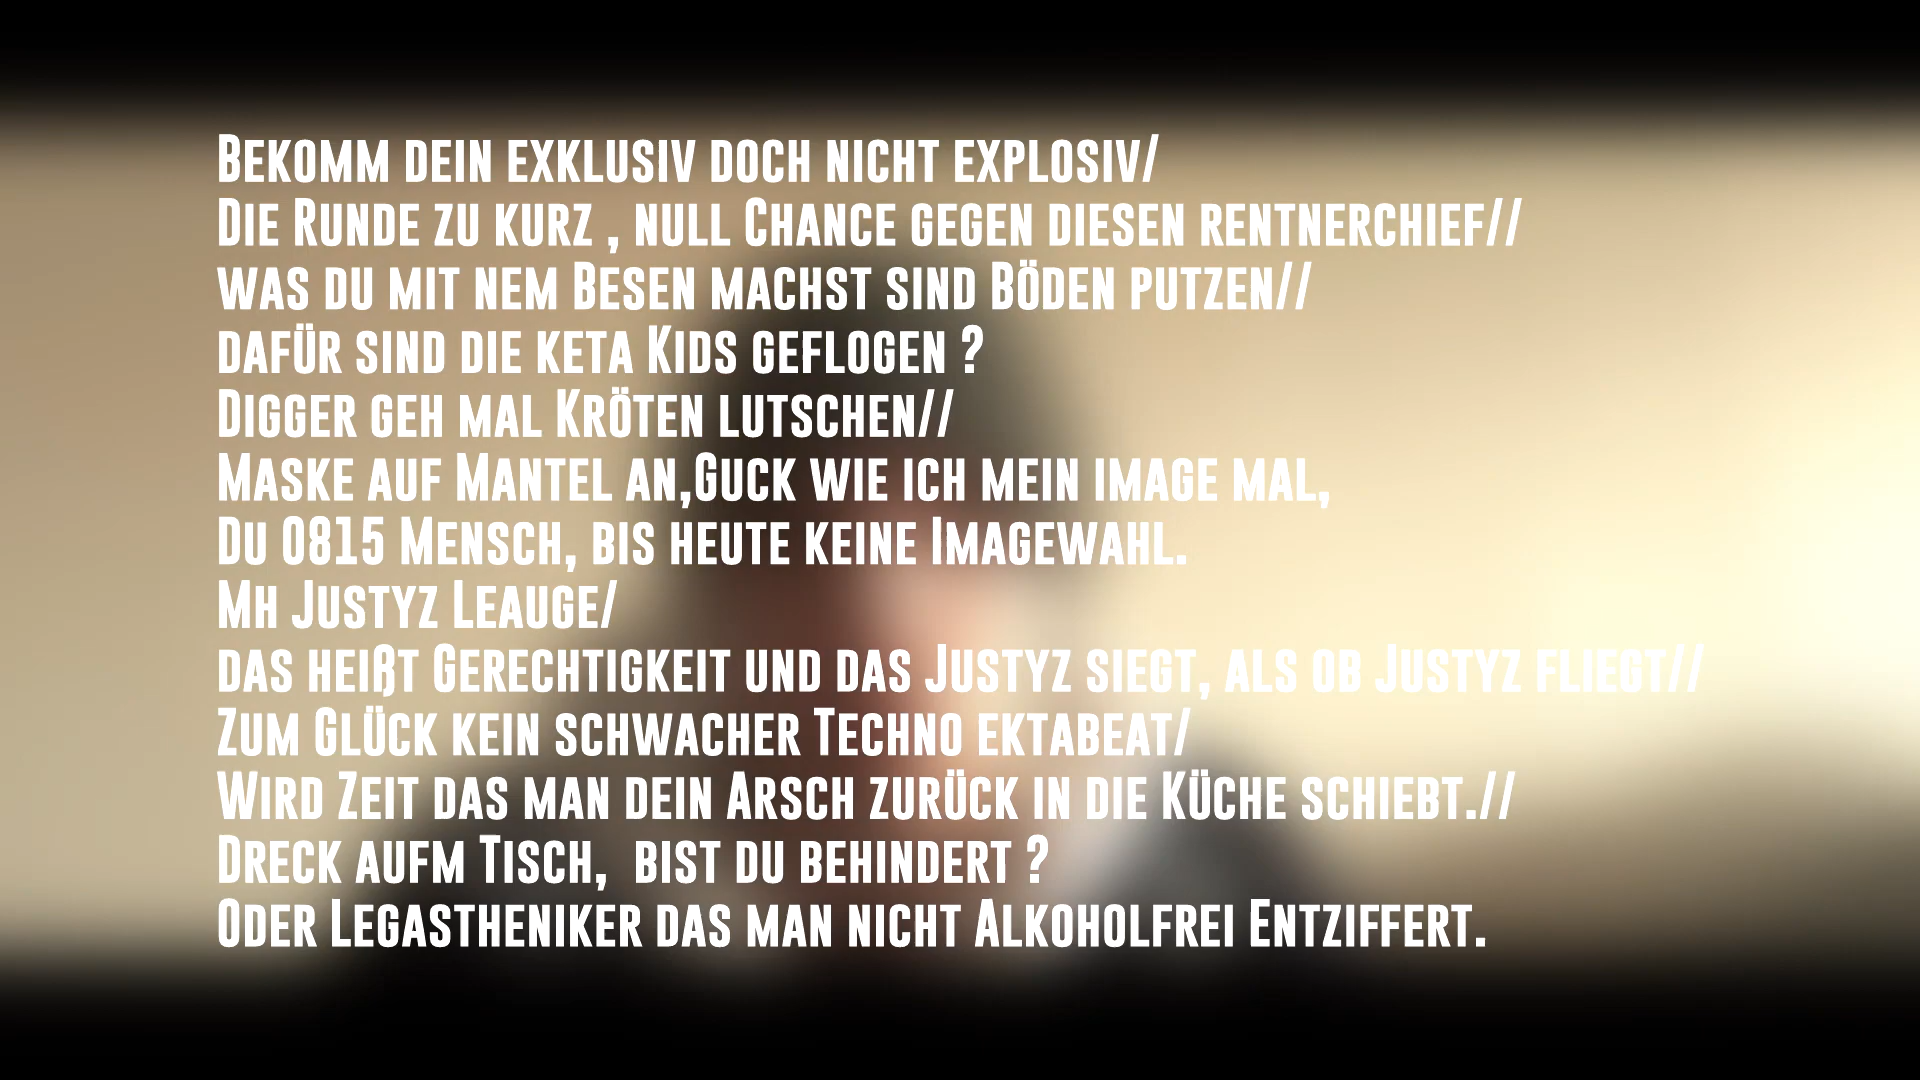 Bekomm dein exklusiv doch nicht explosiv/
Die Runde zu kurz , null Chance gegen diesen rentnerchief//
was du mit nem Besen machst sind Böden putzen//
dafür sind die keta Kids geflogen ?
Digger geh mal Kröten lutschen//
Maske auf Mantel an,Guck wie ich mein image mal,
Du 0815 Mensch, bis heute keine Imagewahl.
Mh Justyz Leauge/
das heißt Gerechtigkeit und das Justyz siegt, als ob Justyz fliegt//
Zum Glück kein schwacher Techno ektabeat/
Wird Zeit das man dein Arsch zurück in die Küche schiebt.//
Dreck aufm Tisch,  bist du behindert ?
Oder Legastheniker das man nicht Alkoholfrei Entziffert.